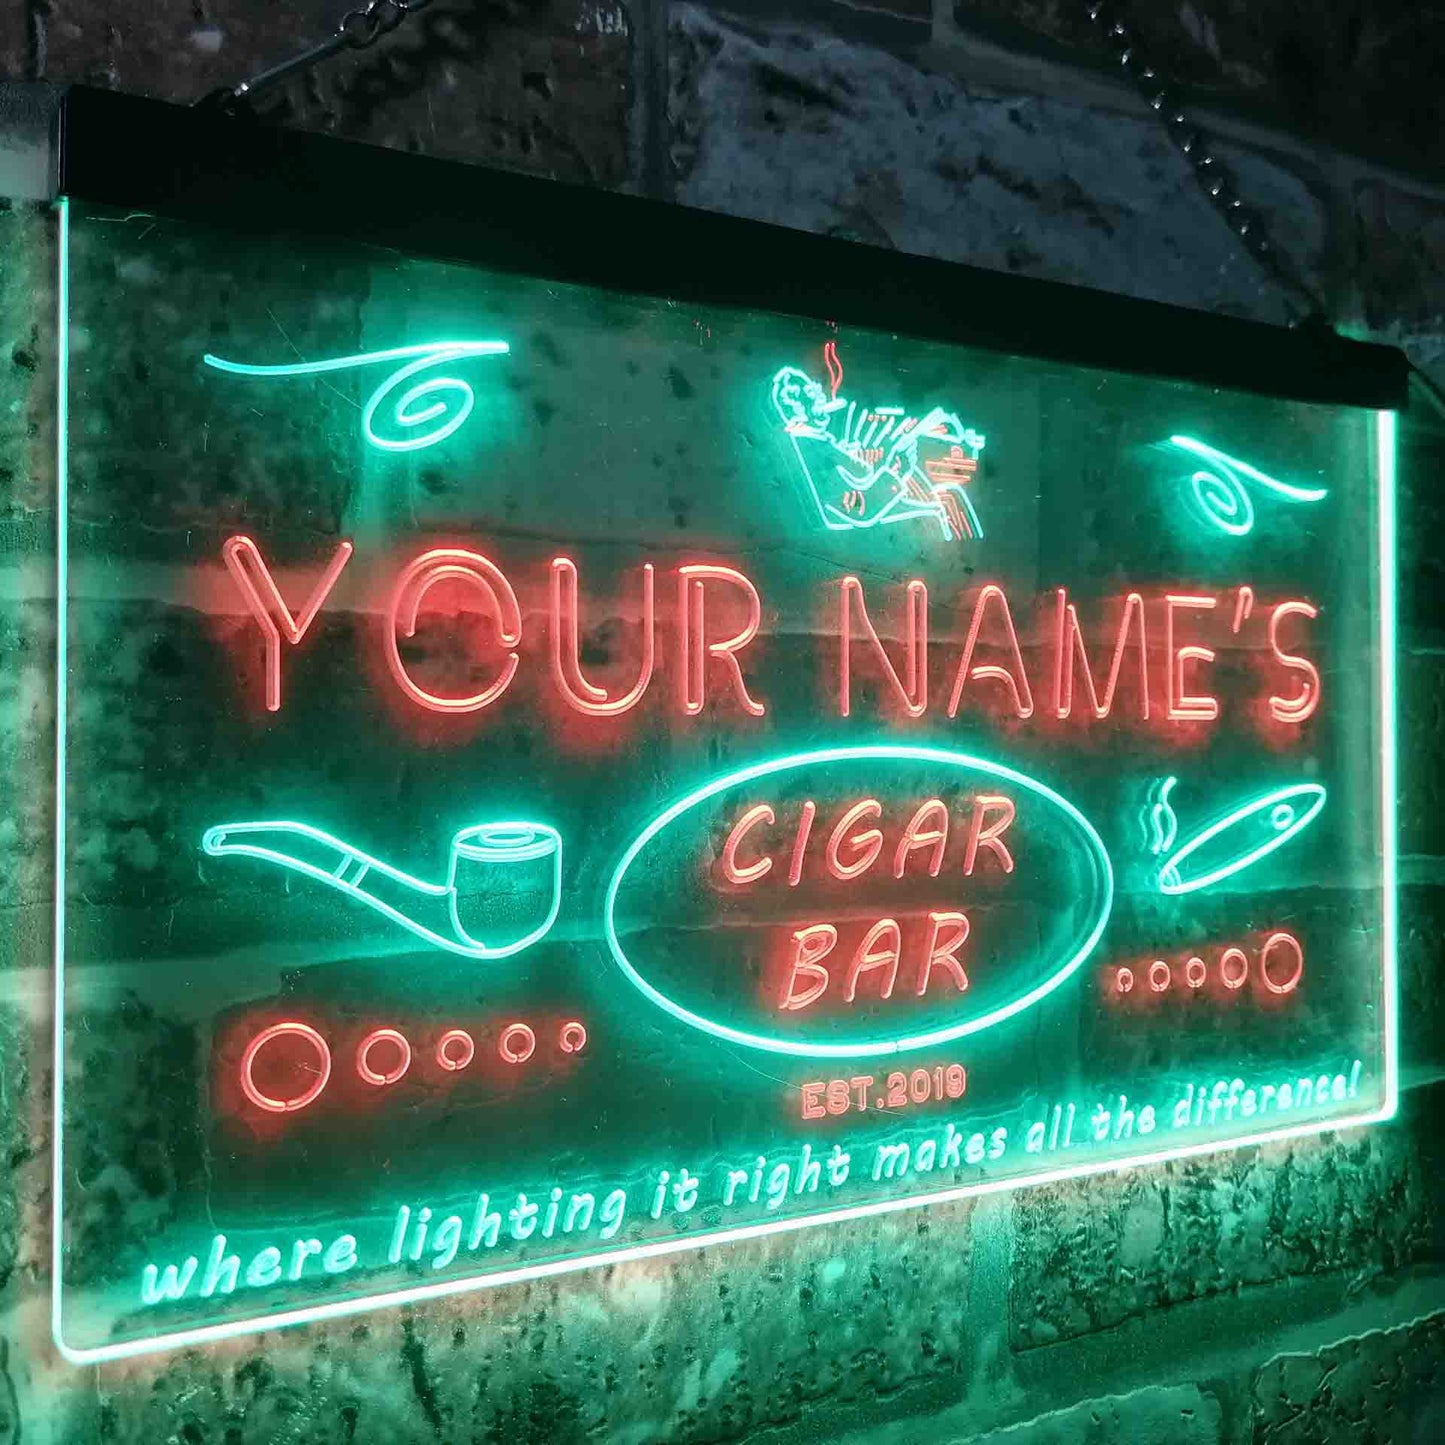 YOUR NAME'S
CIGAR
BAR
EST.2019
where lighting it right makes all the difference!